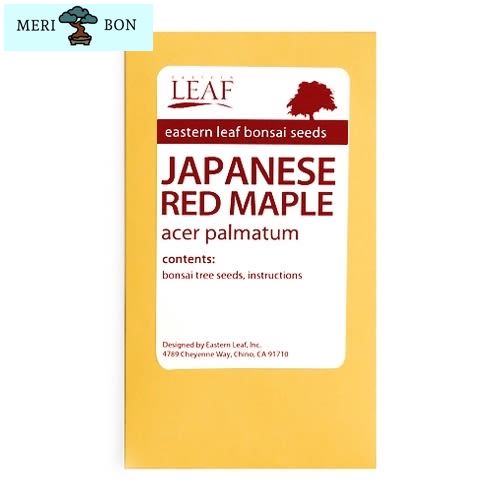 MERI BON
EASTERN
LEAF
eastern leaf bonsai seeds
JAPANESE
RED MAPLE
acer palmatum
contents:
bonsai tree seeds, instructions
Designed by Eastern Leaf, Inc.
4789 Cheyenne Way, Chino, CA 91710